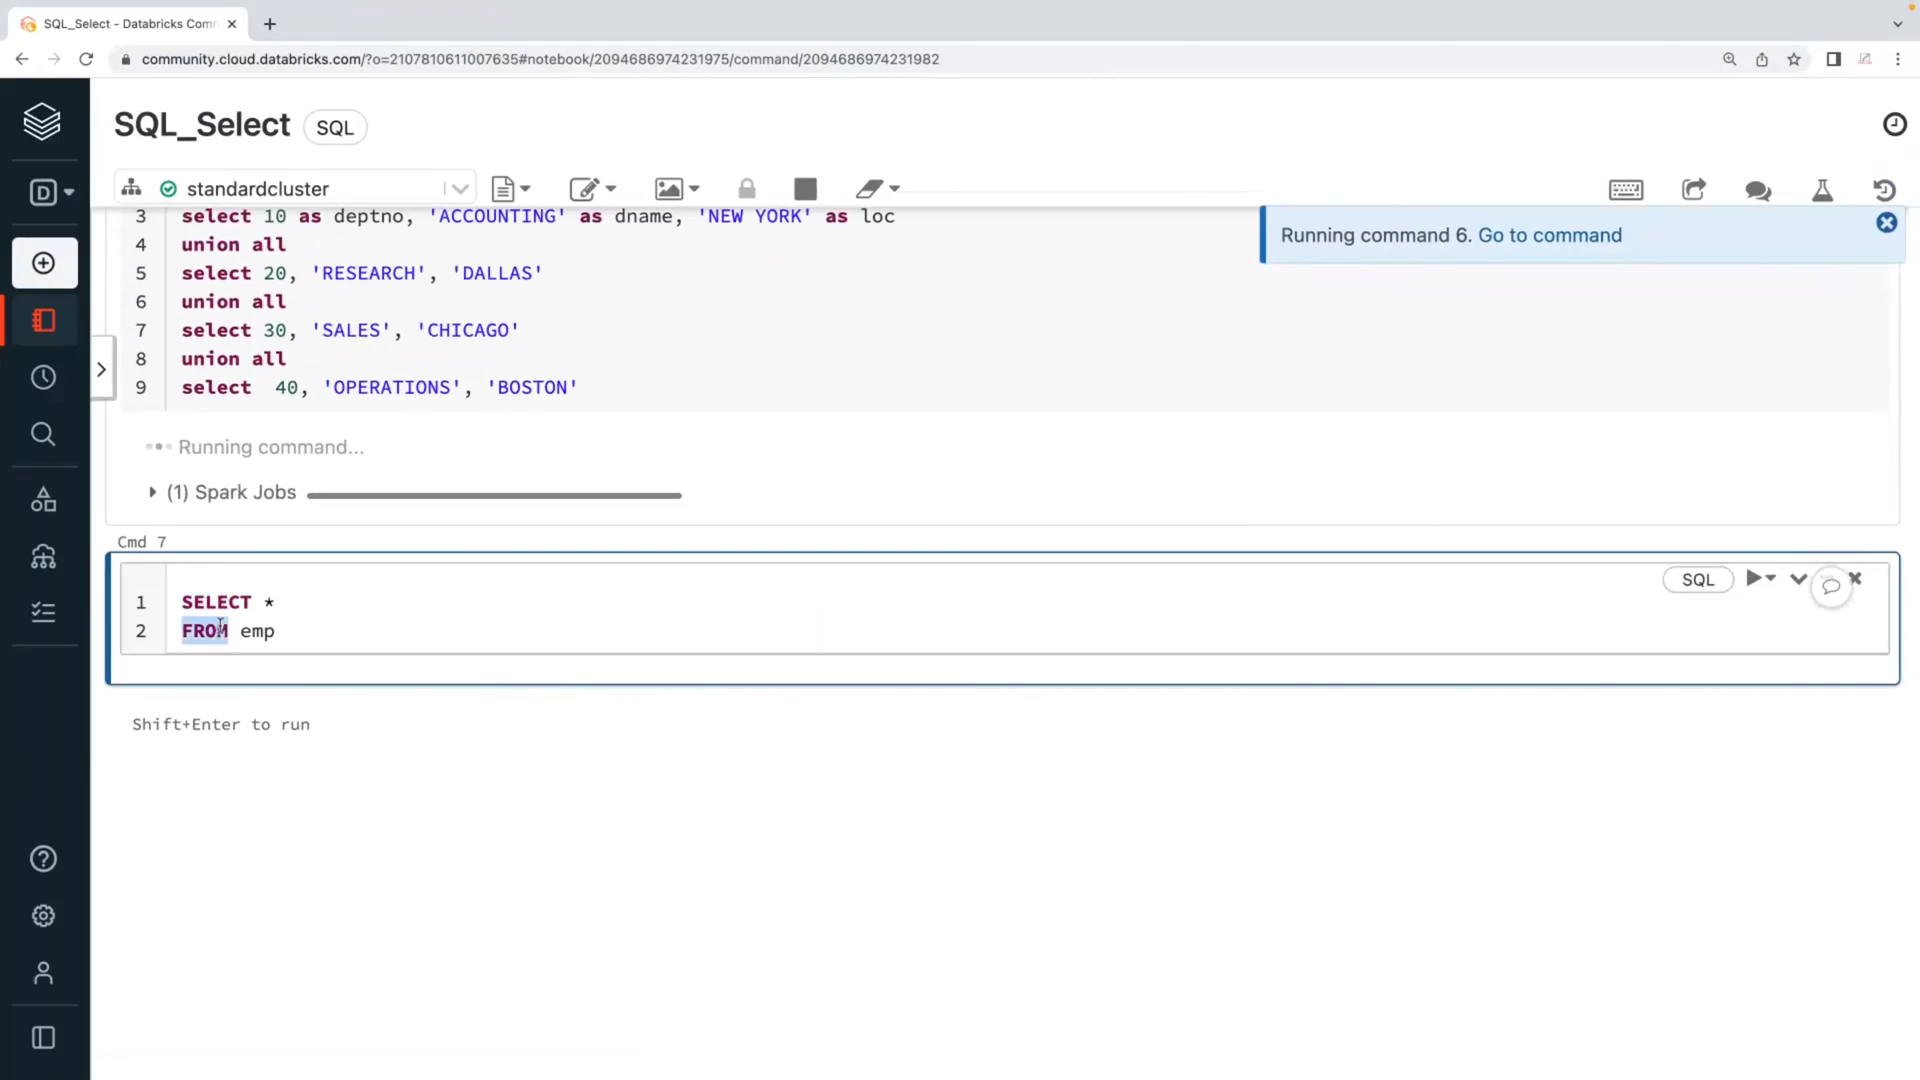 SQL_Select - Databricks Com
community.cloud.databricks.com/?o=2107810611007635#notebook/2094686974231975/command/2094686974231982
SQL_Select SQL
D
standardcluster
3 select 10 as deptno, 'ACCOUNTING' as dname, 'NEW YORK' as loc
Running command 6. Go to command
4 union all
5 select 20, 'RESEARCH', 'DALLAS'
6 union all
7 select 30, 'SALES', 'CHICAGO'
8 union all
9 select 40, 'OPERATIONS', 'BOSTON'
Running command...
(1) Spark Jobs
Cmd 7
SQL
1 SELECT *
2 FROM emp
Shift+Enter to run